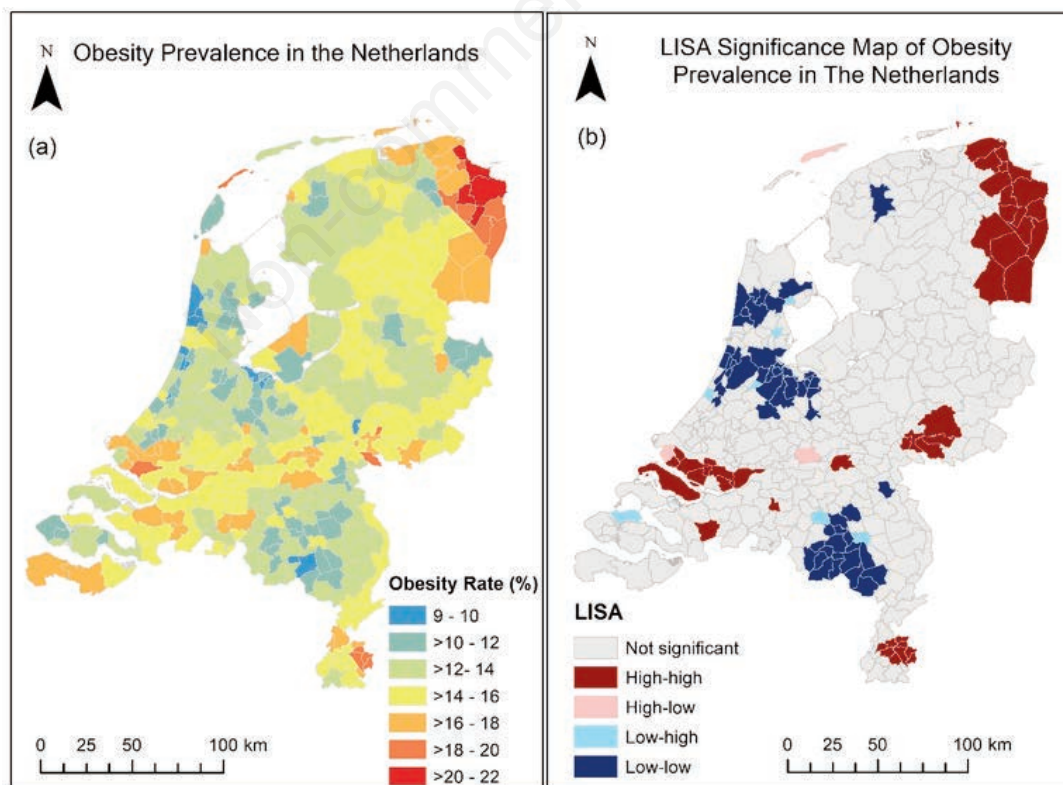 N
Obesity Prevalence in the Netherlands
(a)
Obesity Rate (%)
9 - 10
>10 - 12
>12- 14
>14 - 16
>16 - 18
>18 - 20
>20 - 22
0 25 50 100 km
N
LISA Significance Map of Obesity
Prevalence in The Netherlands
(b)
LISA
Not significant
High-high
High-low
Low-high
Low-low
0 25 50 100 km
non-commer